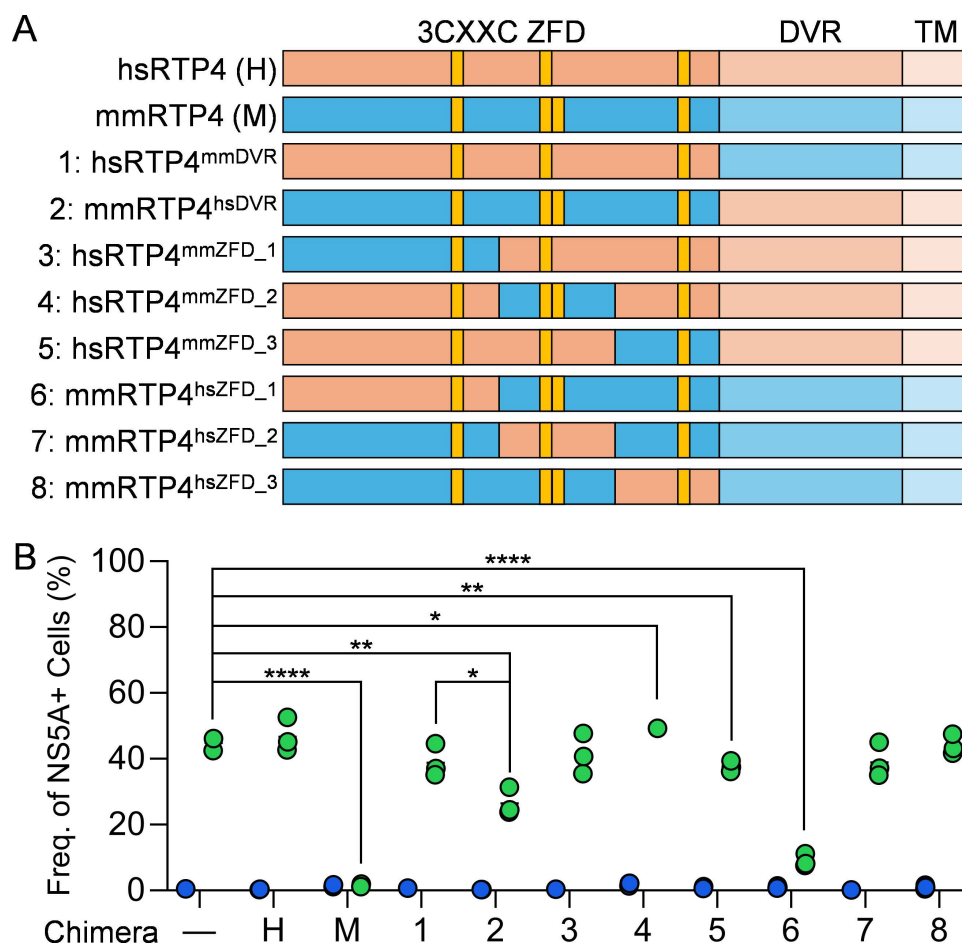 A
3CXXC ZFD DVR TM
hsRTP4 (H)
mmRTP4 (M)
1: hsRTP4mmDVR
2: mmRTP4hsDVR
3: hsRTP4mmZFD_1
4: hsRTP4mmZFD_2
5: hsRTP4mmZFD_3
6: mmRTP4hsZFD_1
7: mmRTP4hsZFD_2
8: mmRTP4hsZFD_3
B
Freq. of NS5A+ Cells (%)
100
80
60
40
20
0
****
**
*
**
**** *
Chimera — H M 1 2 3 4 5 6 7 8